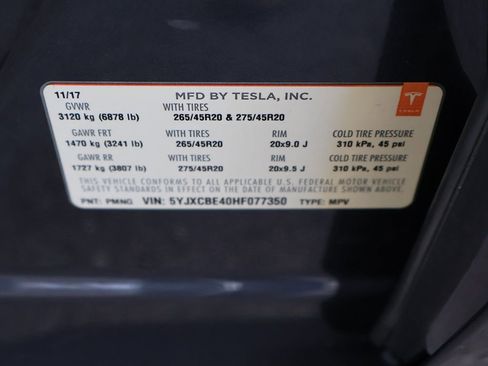 11/17 MFD BY TESLA, INC.
GVWR WITH TIRES
3120 kg (6878 lb) 265/45R20 & 275/45R20
GAWR FRT WITH TIRES RIM COLD TIRE PRESSURE
1470 kg (3241 lb) 265/45R20 20x9.0 J 310 kPa, 45 psi
GAWR RR WITH TIRES RIM COLD TIRE PRESSURE
1727 kg (3807 lb) 275/45R20 20x9.5 J 310 kPa, 45 psi
THIS VEHICLE CONFORMS TO ALL APPLICABLE U.S. FEDERAL MOTOR VEHICLE
SAFETY STANDARDS IN EFFECT ON THE DATE OF MANUFACTURE SHOWN ABOVE.
PNT: PMNG VIN: 5YJXCBE40HF077350 TYPE: MPV